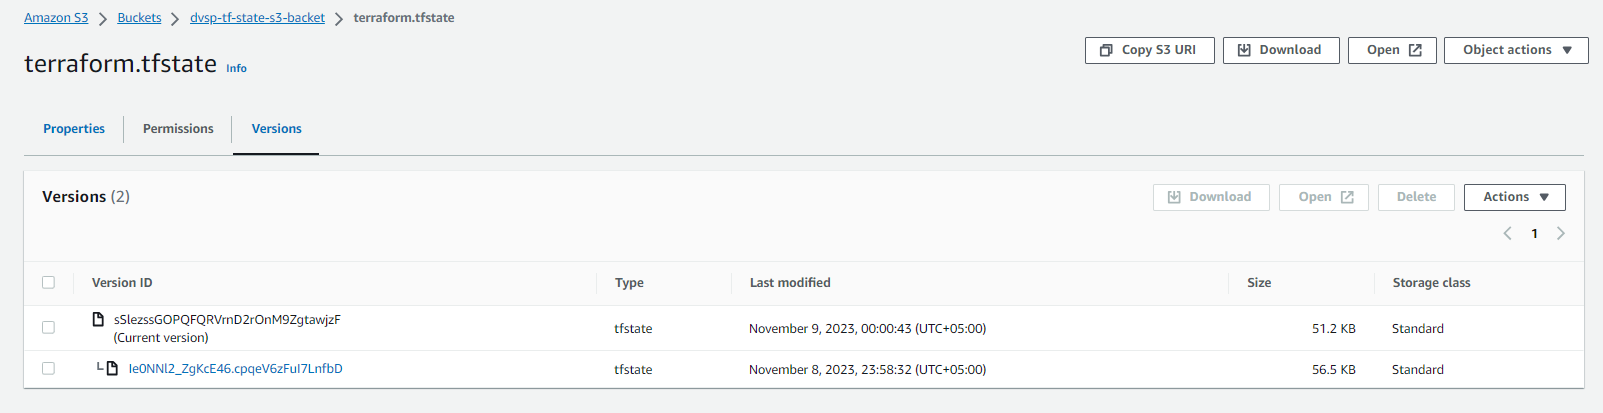 Amazon S3 > Buckets > dvsp-tf-state-s3-backet > terraform.tfstate
terraform.tfstate Info
Copy S3 URI Download Open Object actions
Properties Permissions Versions
Versions (2)
Download Open Delete Actions
1
Version ID Type Last modified Size Storage class
sSlezssGOPQFQRVrnD2rOnM9ZgtawjzF
(Current version)
tfstate November 9, 2023, 00:00:43 (UTC+05:00) 51.2 KB Standard
Ie0NNl2_ZgKcE46.cpqeV6zFuI7LnfbD tfstate November 8, 2023, 23:58:32 (UTC+05:00) 56.5 KB Standard